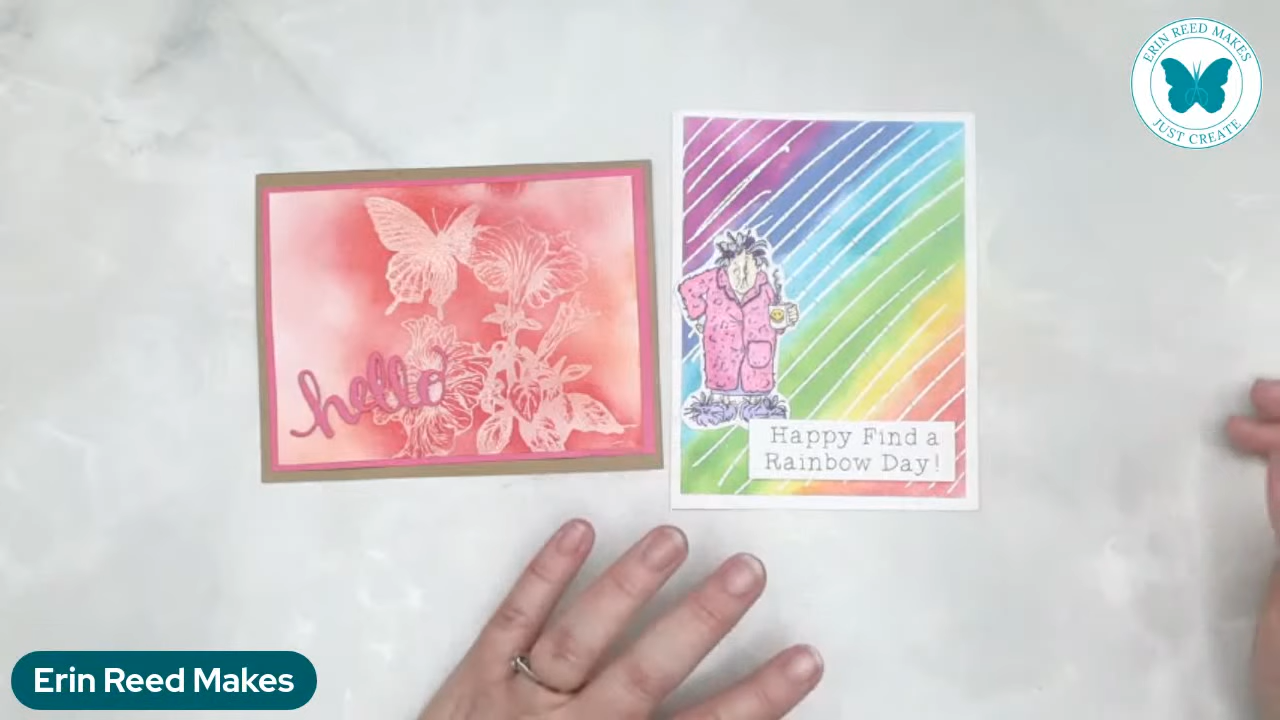 ERIN REED MAKES
JUST CREATE
hello
Happy Find a
Rainbow Day!
Erin Reed Makes